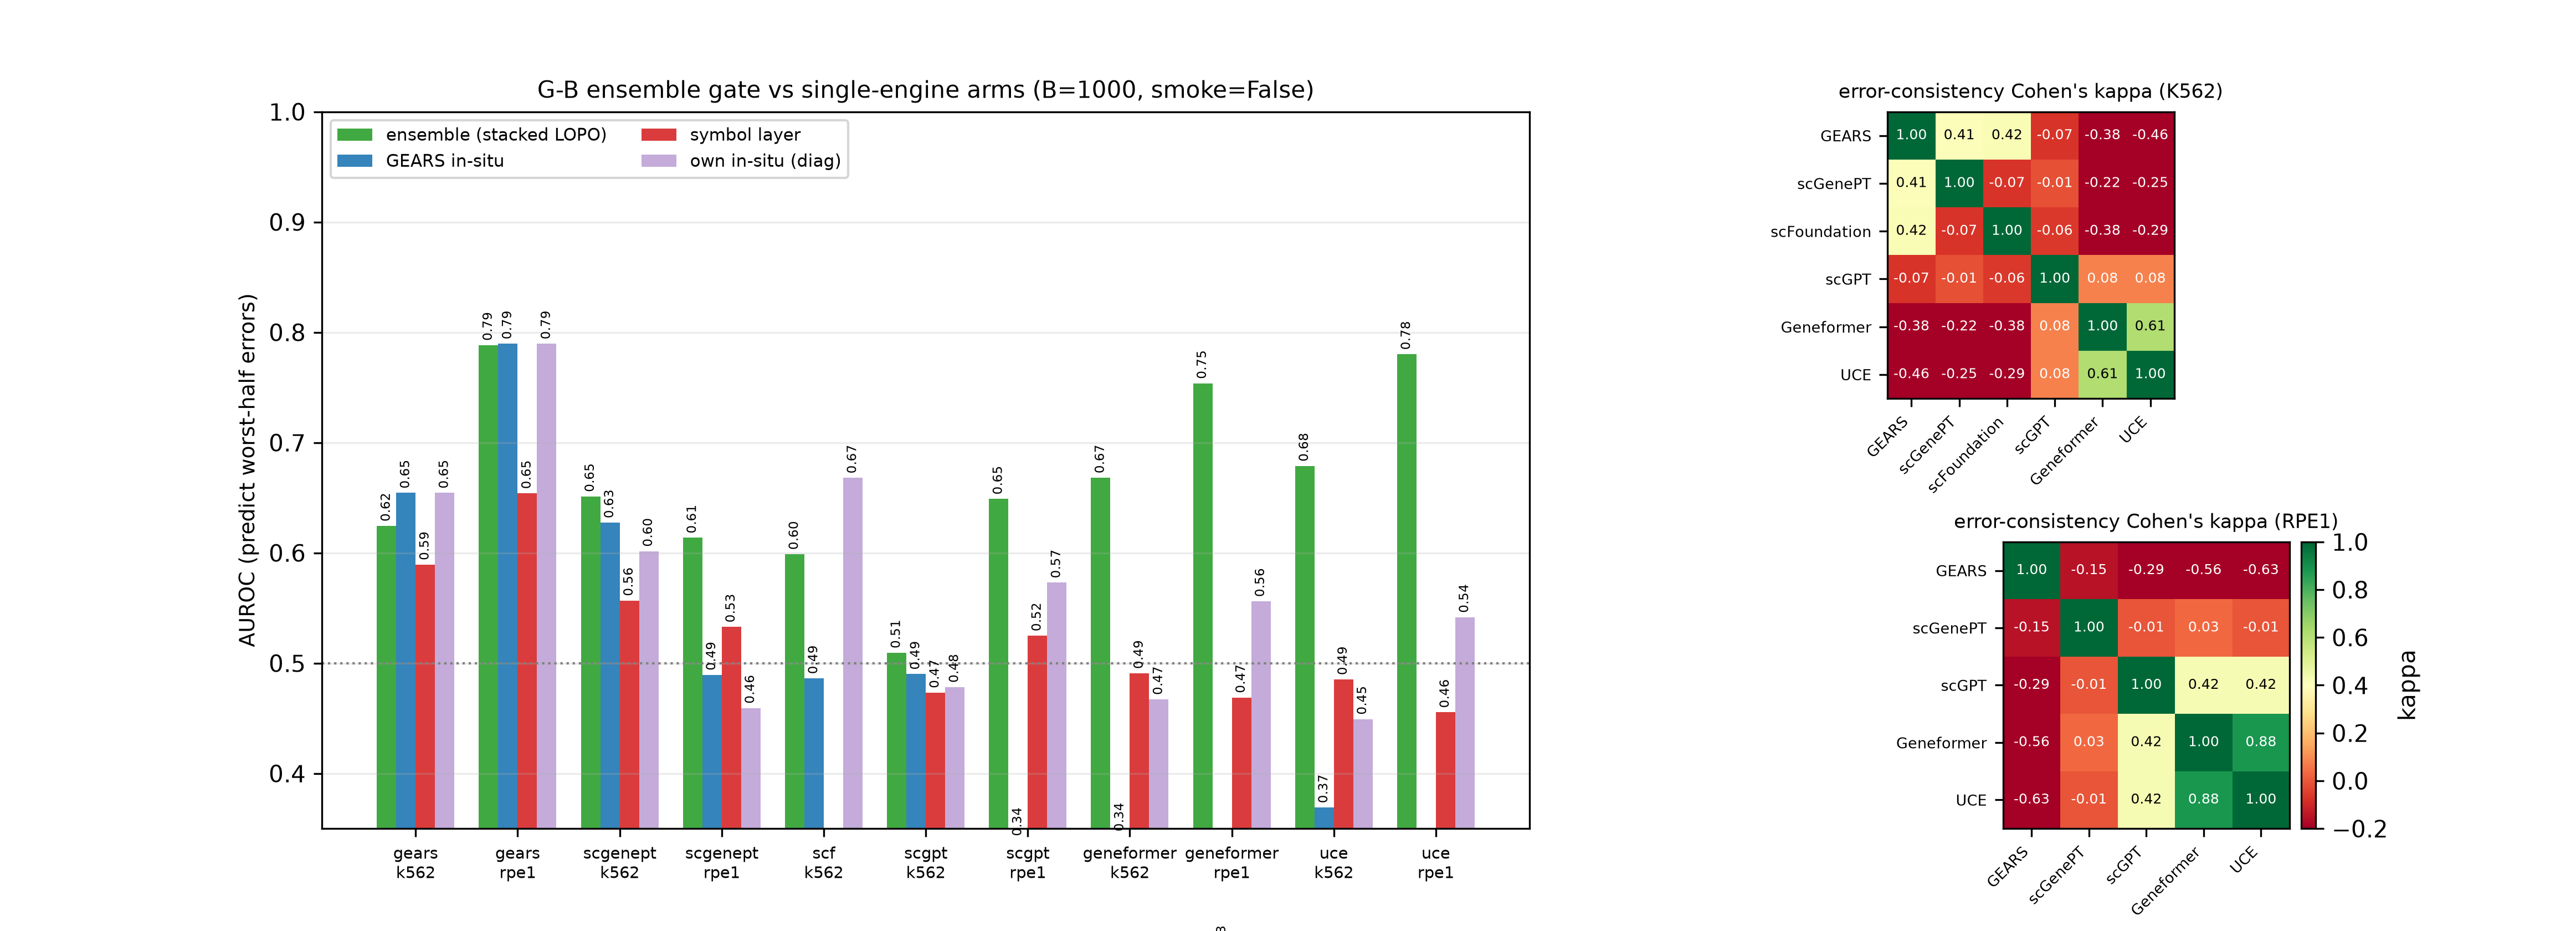 G-B ensemble gate vs single-engine arms (B=1000, smoke=False)
ensemble (stacked LOPO)
GEARS in-situ
symbol layer
own in-situ (diag)
AUROC (predict worst-half errors)
1.0
0.9
0.8
0.7
0.6
0.5
0.4
0.62 0.65 0.59 0.65
0.79 0.79 0.65 0.79
0.65 0.63 0.56 0.60
0.61 0.49 0.53 0.46
0.60 0.49 0.67
0.51 0.49 0.47 0.48
0.65 0.34 0.52 0.57
0.67 0.34 0.49 0.47
0.75 0.47 0.56
0.68 0.37 0.49 0.45
0.78 0.46 0.54
gears gears scgenept scgenept scf scgpt scgpt geneformer geneformer uce uce
k562 rpe1 k562 rpe1 k562 k562 rpe1 k562 rpe1 k562 rpe1
error-consistency Cohen's kappa (K562)
GEARS 1.00 0.41 0.42 -0.07 -0.38 -0.46
scGenePT 0.41 1.00 -0.07 -0.01 -0.22 -0.25
scFoundation 0.42 -0.07 1.00 -0.06 -0.38 -0.29
scGPT -0.07 -0.01 -0.06 1.00 0.08 0.08
Geneformer -0.38 -0.22 -0.38 0.08 1.00 0.61
UCE -0.46 -0.25 -0.29 0.08 0.61 1.00
GEARS scGenePT scFoundation scGPT Geneformer UCE
error-consistency Cohen's kappa (RPE1)
GEARS 1.00 -0.15 -0.29 -0.56 -0.63
scGenePT -0.15 1.00 -0.01 0.03 -0.01
scGPT -0.29 -0.01 1.00 0.42 0.42
Geneformer -0.56 0.03 0.42 1.00 0.88
UCE -0.63 -0.01 0.42 0.88 1.00
GEARS scGenePT scGPT Geneformer UCE
1.0
0.8
0.6
0.4
0.2
0.0
−0.2
kappa